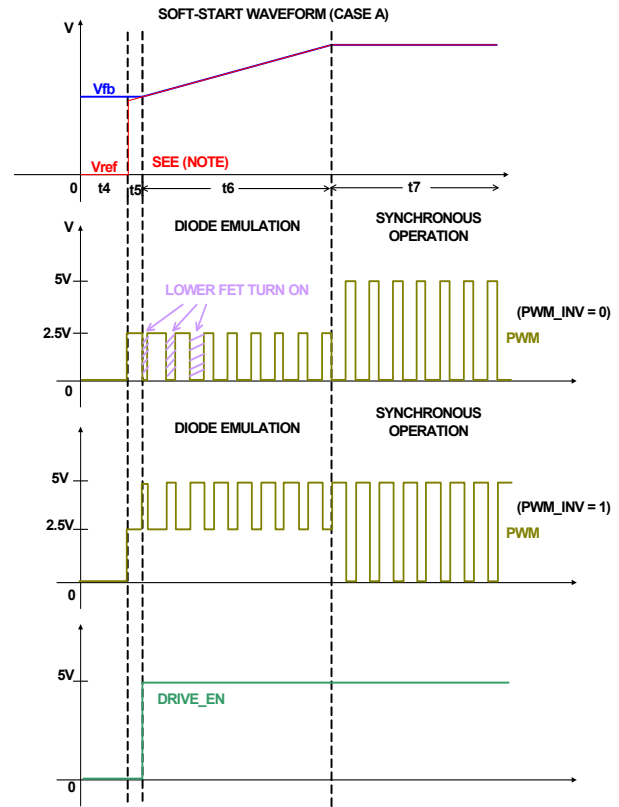 SOFT-START WAVEFORM (CASE A)
V
Vfb
Vref
SEE (NOTE)
0
t4
t5
t6
t7
V
DIODE EMULATION
SYNCHRONOUS
OPERATION
5V
LOWER FET TURN ON
(PWM_INV = 0)
2.5V
PWM
0
V
DIODE EMULATION
SYNCHRONOUS
OPERATION
5V
(PWM_INV = 1)
2.5V
PWM
0
5V
DRIVE_EN
0